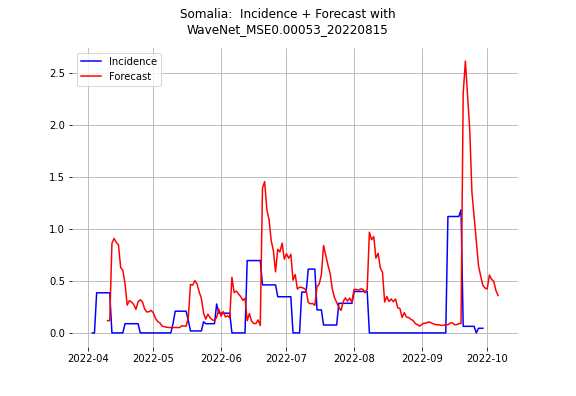 Somalia:  Incidence + Forecast with
WaveNet_MSE0.00053_20220815
Incidence
Forecast
2.5
2.0
1.5
1.0
0.5
0.0
2022-04 2022-05 2022-06 2022-07 2022-08 2022-09 2022-10